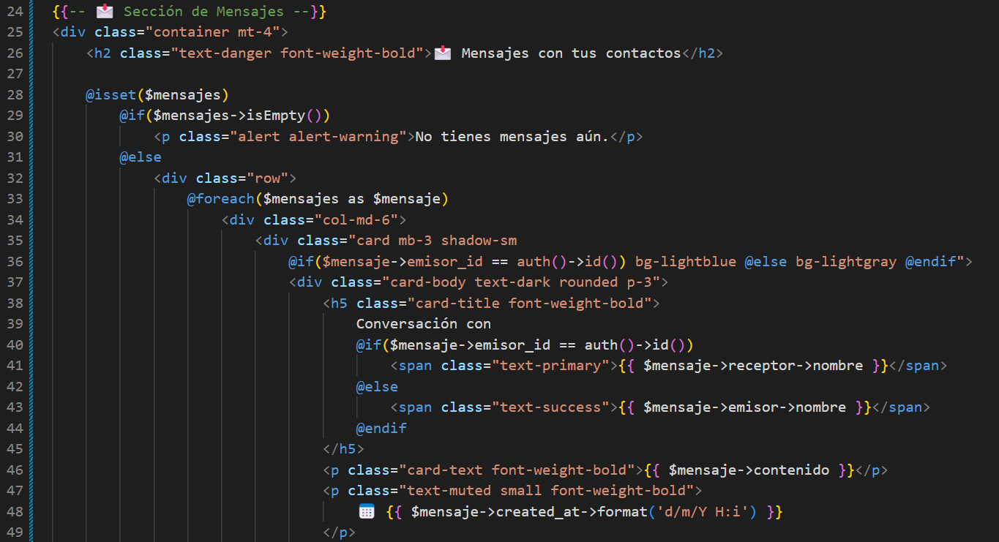 24 {{-- 📩 Sección de Mensajes --}}
25 <div class="container mt-4">
26     <h2 class="text-danger font-weight-bold">📩 Mensajes con tus contactos</h2>
27
28     @isset($mensajes)
29         @if($mensajes->isEmpty())
30             <p class="alert alert-warning">No tienes mensajes aún.</p>
31         @else
32             <div class="row">
33                 @foreach($mensajes as $mensaje)
34                     <div class="col-md-6">
35                         <div class="card mb-3 shadow-sm
36                             @if($mensaje->emisor_id == auth()->id()) bg-lightblue @else bg-lightgray @endif">
37                             <div class="card-body text-dark rounded p-3">
38                                 <h5 class="card-title font-weight-bold">
39                                     Conversación con
40                                     @if($mensaje->emisor_id == auth()->id())
41                                         <span class="text-primary">{{ $mensaje->receptor->nombre }}</span>
42                                     @else
43                                         <span class="text-success">{{ $mensaje->emisor->nombre }}</span>
44                                     @endif
45                                 </h5>
46                                 <p class="card-text font-weight-bold">{{ $mensaje->contenido }}</p>
47                                 <p class="text-muted small font-weight-bold">
48                                     📅 {{ $mensaje->created_at->format('d/m/Y H:i') }}
49                                 </p>